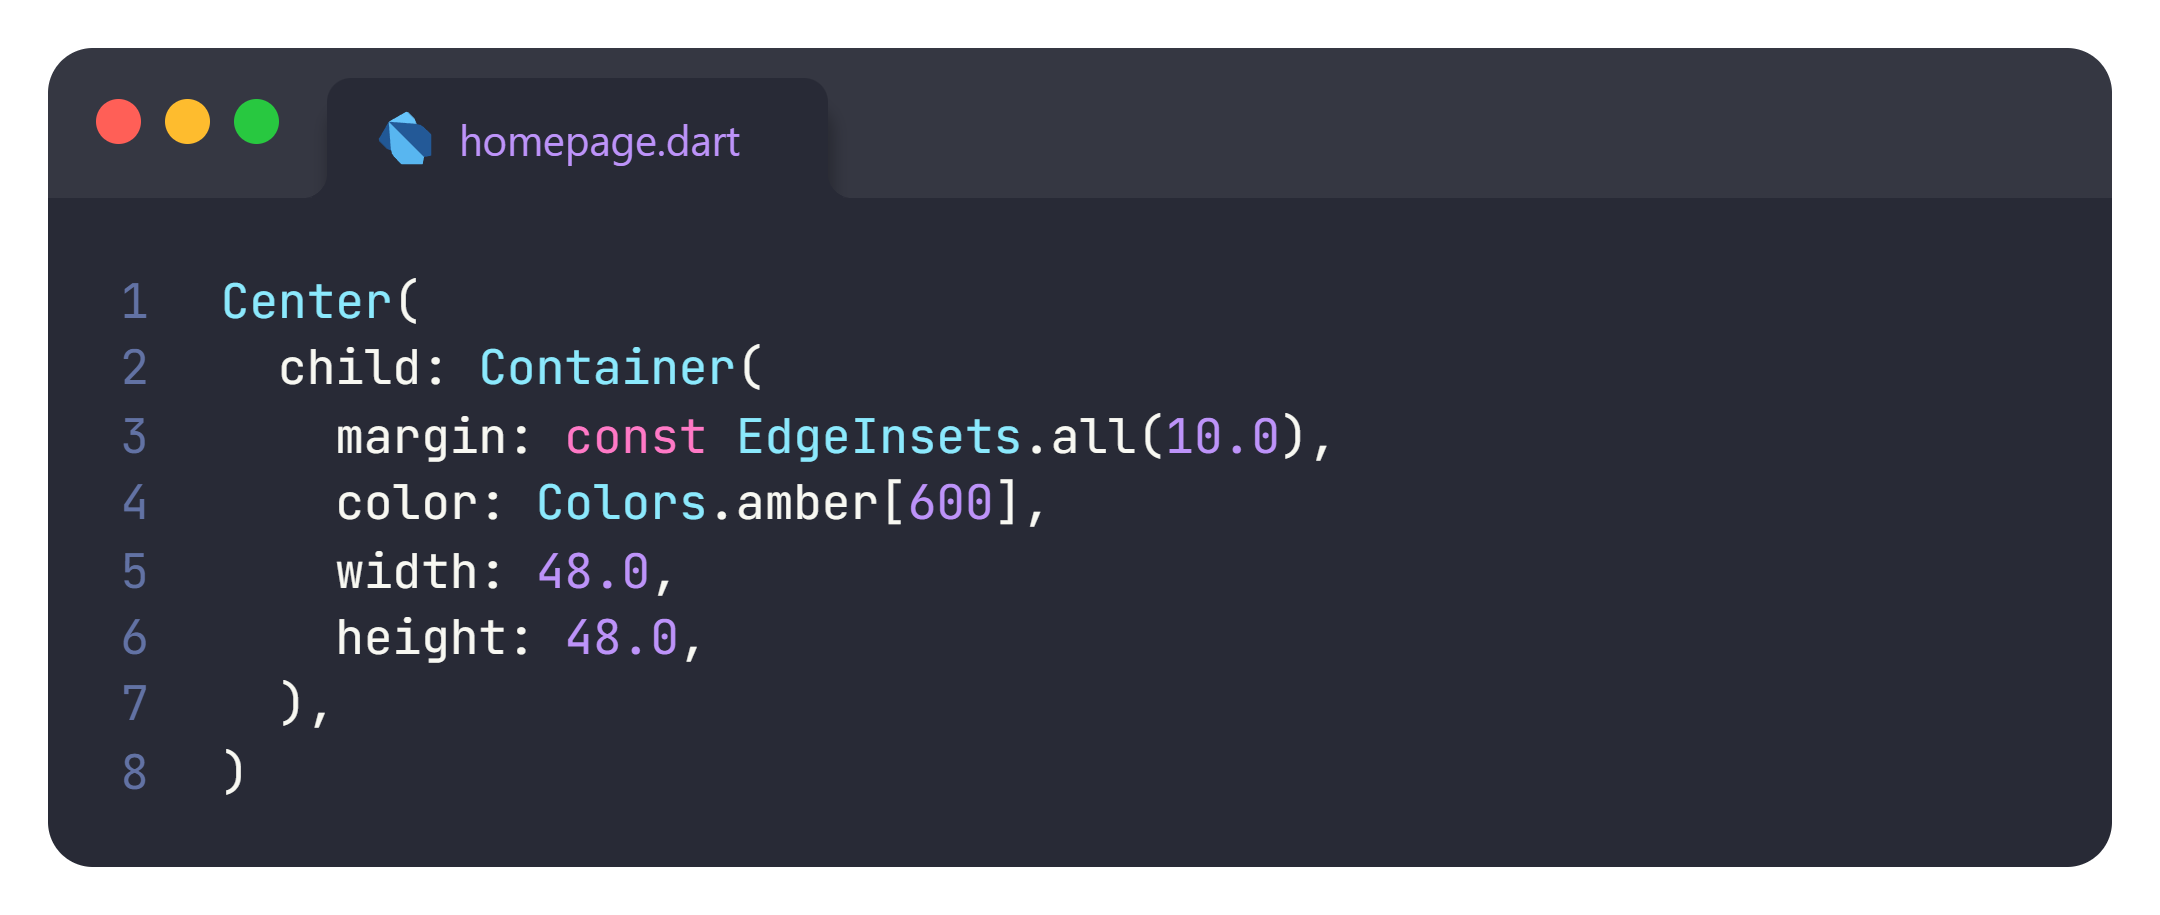 homepage.dart
1 Center(
2   child: Container(
3     margin: const EdgeInsets.all(10.0),
4     color: Colors.amber[600],
5     width: 48.0,
6     height: 48.0,
7   ),
8 )